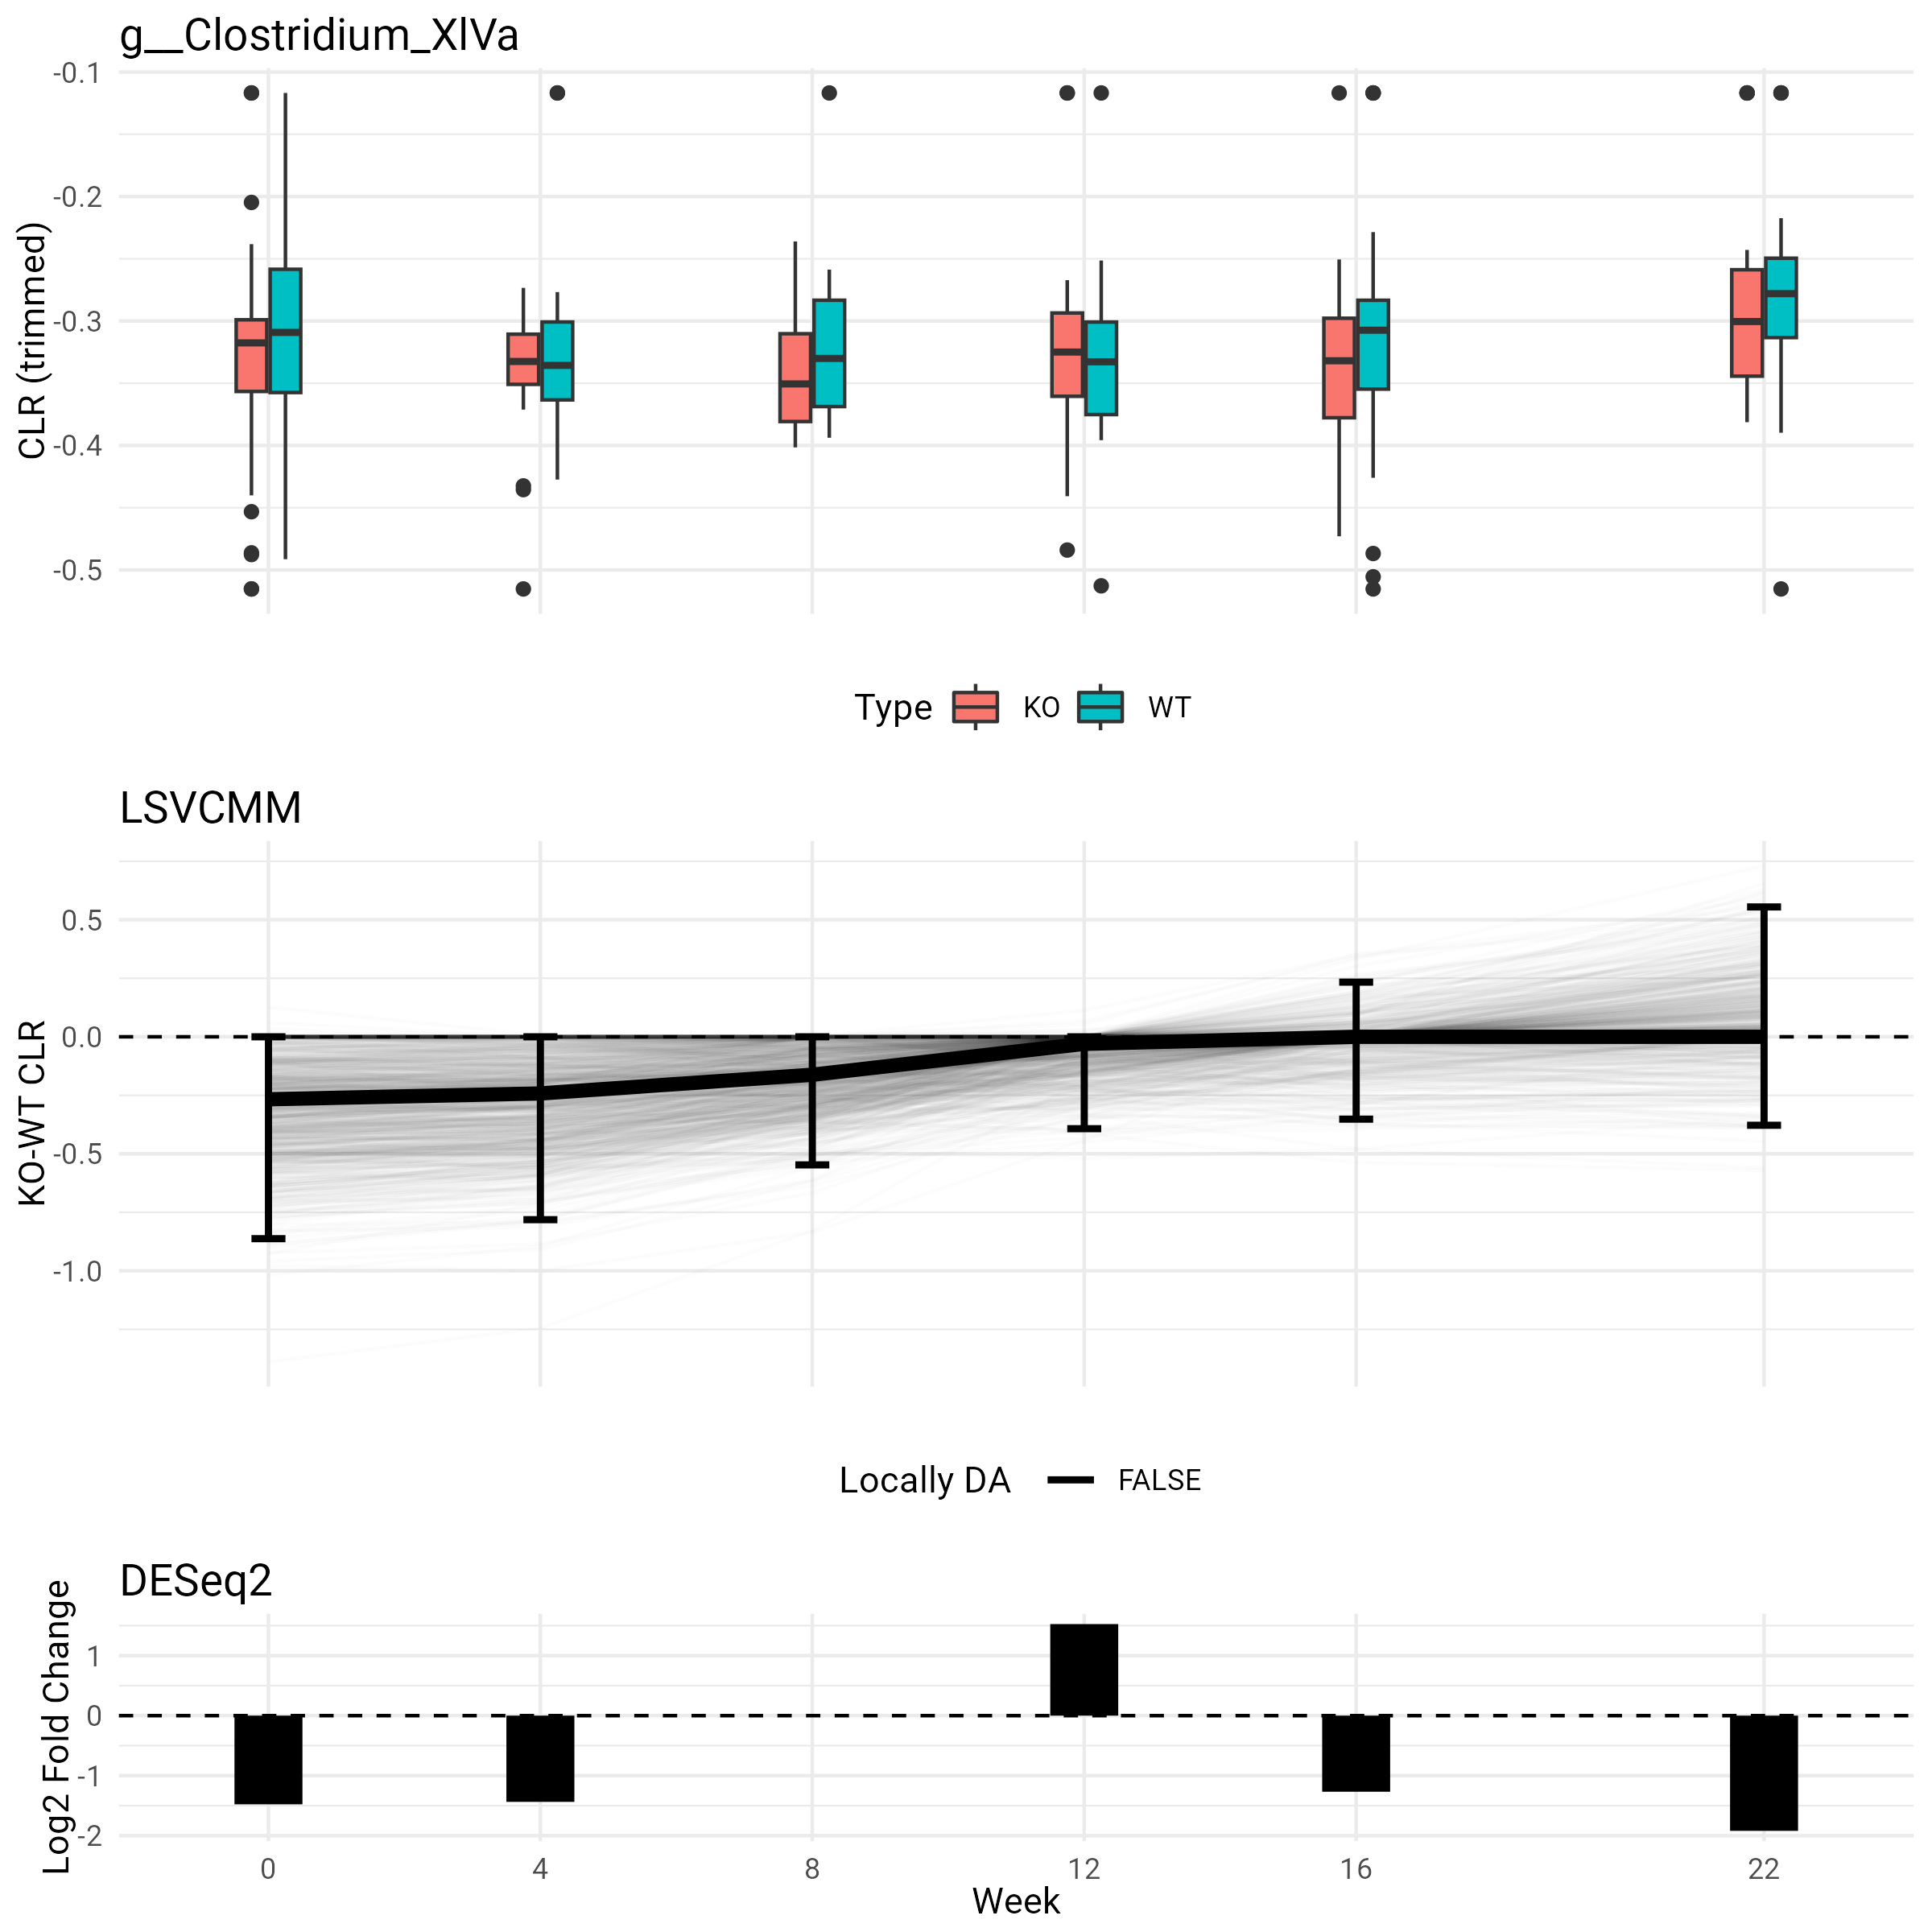 g__Clostridium_XlVa
CLR (trimmed)
-0.1
-0.2
-0.3
-0.4
-0.5
Type KO WT
LSVCMM
KO-WT CLR
0.5
0.0
-0.5
-1.0
Locally DA FALSE
DESeq2
Log2 Fold Change
1
0
-1
-2
0 4 8 12 16 22
Week